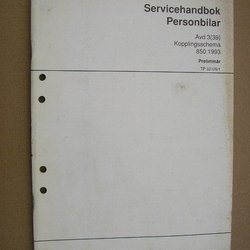 Servicehandbok
Personbilar
Avd 3(39)
Kopplingsschema
850 1993
Preliminär